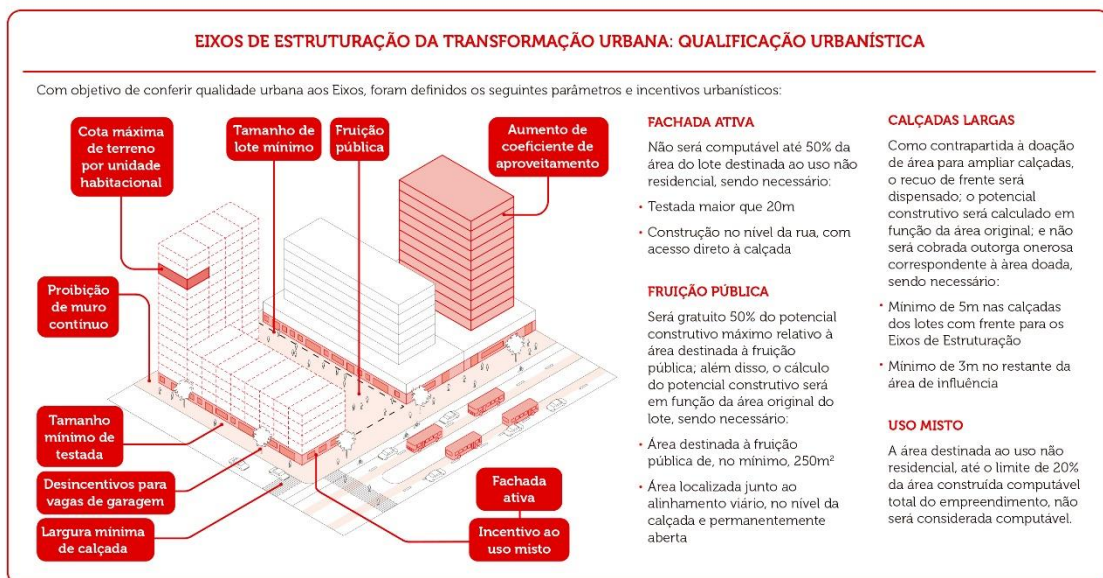 EIXOS DE ESTRUTURAÇÃO DA TRANSFORMAÇÃO URBANA: QUALIFICAÇÃO URBANÍSTICA
Com objetivo de conferir qualidade urbana aos Eixos, foram definidos os seguintes parâmetros e incentivos urbanísticos:
Cota máxima
de terreno
por unidade
habitacional
Tamanho de
lote mínimo
Fruição
pública
Aumento de
coeficiente de
aproveitamento
Proibição
de muro
contínuo
Tamanho
mínimo de
testada
Desincentivos para
vagas de garagem
Largura mínima
de calçada
Fachada
ativa
Incentivo ao
uso misto
FACHADA ATIVA
Não será computável até 50% da
área do lote destinada ao uso não
residencial, sendo necessário:
• Testada maior que 20m
• Construção no nível da rua, com
acesso direto à calçada
FRUIÇÃO PÚBLICA
Será gratuito 50% do potencial
construtivo máximo relativo à
área destinada à fruição
pública; além disso, o cálculo
do potencial construtivo será
em função da área original do
lote, sendo necessário:
• Área destinada à fruição
pública de, no mínimo, 250m²
• Área localizada junto ao
alinhamento viário, no nível da
calçada e permanentemente
aberta
CALÇADAS LARGAS
Como contrapartida à doação
de área para ampliar calçadas,
o recuo de frente será
dispensado; o potencial
construtivo será calculado em
função da área original; e não
será cobrada outorga onerosa
correspondente à àrea doada,
sendo necessário:
• Mínimo de 5m nas calçadas
dos lotes com frente para os
Eixos de Estruturação
• Mínimo de 3m no restante da
área de influência
USO MISTO
A área destinada ao uso não
residencial, até o limite de 20%
da área construída computável
total do empreendimento, não
será considerada computável.